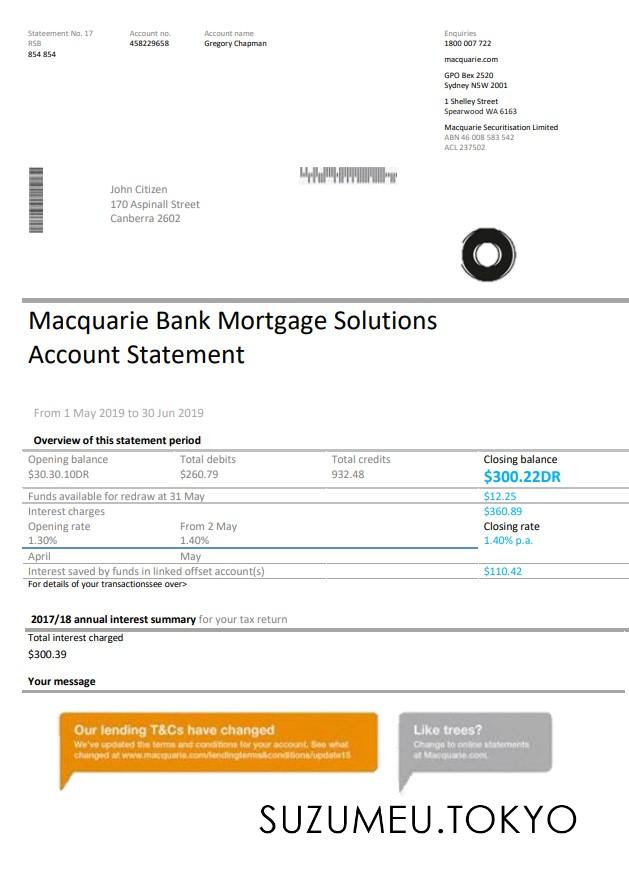 Stateement No. 17
RSB
854 854
Account no.
458229658
Account name
Gregory Chapman
Enquiries
1800 007 722
macquarie.com
GPO Box 2520
Sydney NSW 2001
1 Shelley Street
Spearwood WA 6163
Macquarie Securitisation Limited
ABN 46 008 583 542
ACL 237502
John Citizen
170 Aspinall Street
Canberra 2602
Macquarie Bank Mortgage Solutions
Account Statement
From 1 May 2019 to 30 Jun 2019
Overview of this statement period
Opening balance Total debits Total credits Closing balance
$30.30.10DR $260.79 932.48 $300.22DR
Funds available for redraw at 31 May $12.25
Interest charges $360.89
Opening rate From 2 May Closing rate
1.30% 1.40% 1.40% p.a.
April May
Interest saved by funds in linked offset account(s) $110.42
For details of your transactionssee over>
2017/18 annual interest summary for your tax return
Total interest charged
$300.39
Your message
Our lending T&Cs have changed
We've updated the terms and conditions for your account. See what
changed at www.macquarie.com/lendingterms&conditions/update15
Like trees?
Change to online statements
at Macquarie.com.
SUZUMEU.TOKYO